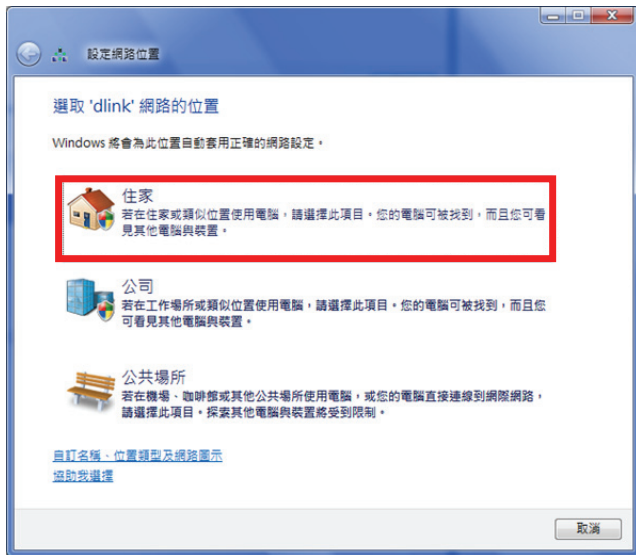 設定網路位置
選取 'dlink' 網路的位置
Windows 將會為此位置自動套用正確的網路設定。
住家
若在住家或類似位置使用電腦，請選擇此項目。您的電腦可被找到，而且您可看
見其他電腦與裝置。
公司
若在工作場所或類似位置使用電腦，請選擇此項目。您的電腦可被找到，而且您
可看見其他電腦與裝置。
公共場所
若在機場、咖啡館或其他公共場所使用電腦，或您的電腦直接連線到網際網路，
請選擇此項目。探索其他電腦與裝置將受到限制。
自訂名稱、位置類型及網路圖示
協助我選擇
取消